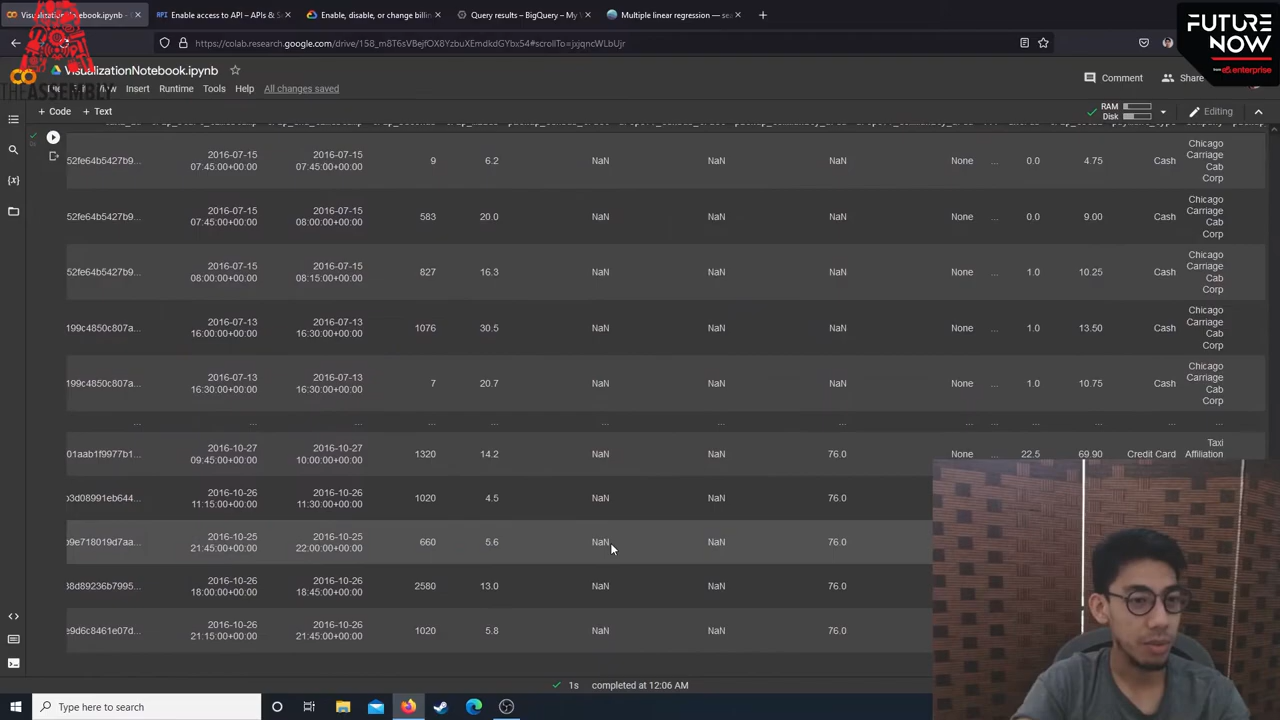 VisualizationNotebook.ipynb
Enable access to API – APIs & S
Enable, disable, or change billin
Query results – BigQuery – My
Multiple linear regression — sea
FUTURE
NOW
from e& enterprise
https://colab.research.google.com/drive/158_m8T6sVBejfOX8YzbuXEmdkdGYbx54#scrollTo=jxjqncWLbUjr
VisualizationNotebook.ipynb
Comment
Share
THE ASSEMBLY
Insert
Runtime
Tools
Help
All changes saved
+ Code
+ Text
RAM
Disk
Editing
52fe64b5427b9... 2016-07-15 07:45:00+00:00 2016-07-15 07:45:00+00:00 9 6.2 NaN NaN NaN None ... 0.0 4.75 Cash Chicago Carriage Cab Corp
52fe64b5427b9... 2016-07-15 07:45:00+00:00 2016-07-15 08:00:00+00:00 583 20.0 NaN NaN NaN None ... 0.0 9.00 Cash Chicago Carriage Cab Corp
52fe64b5427b9... 2016-07-15 08:00:00+00:00 2016-07-15 08:15:00+00:00 827 16.3 NaN NaN NaN None ... 1.0 10.25 Cash Chicago Carriage Cab Corp
199c4850c807a... 2016-07-13 16:00:00+00:00 2016-07-13 16:30:00+00:00 1076 30.5 NaN NaN NaN None ... 1.0 13.50 Cash Chicago Carriage Cab Corp
199c4850c807a... 2016-07-13 16:30:00+00:00 2016-07-13 16:30:00+00:00 7 20.7 NaN NaN NaN None ... 1.0 10.75 Cash Chicago Carriage Cab Corp
... ... ... ... ... ... ... ... ... ... ... ... ...
01aab1f9977b1... 2016-10-27 09:45:00+00:00 2016-10-27 10:00:00+00:00 1320 14.2 NaN NaN 76.0 None ... 22.5 69.90 Credit Card Taxi Affiliation
b3d08991eb644... 2016-10-26 11:15:00+00:00 2016-10-26 11:30:00+00:00 1020 4.5 NaN NaN 76.0
b9e718019d7aa... 2016-10-25 21:45:00+00:00 2016-10-25 22:00:00+00:00 660 5.6 NaN NaN 76.0
38d89236b7995... 2016-10-26 18:00:00+00:00 2016-10-26 18:45:00+00:00 2580 13.0 NaN NaN 76.0
e9d6c8461e07d... 2016-10-26 21:15:00+00:00 2016-10-26 21:45:00+00:00 1020 5.8 NaN NaN 76.0
1s completed at 12:06 AM
Type here to search